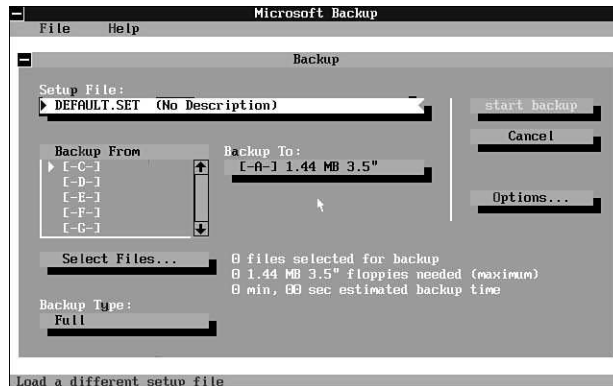 Microsoft Backup
File Help
Backup
Setup File:
DEFAULT.SET (No Description)
start backup
Cancel
Backup From
Backup To:
[-C-]
[-A-] 1.44 MB 3.5"
[-D-]
[-E-]
[-F-]
[-G-]
Options...
Select Files...
0 files selected for backup
0 1.44 MB 3.5" floppies needed (maximum)
0 min, 00 sec estimated backup time
Backup Type:
Full
Load a different setup file